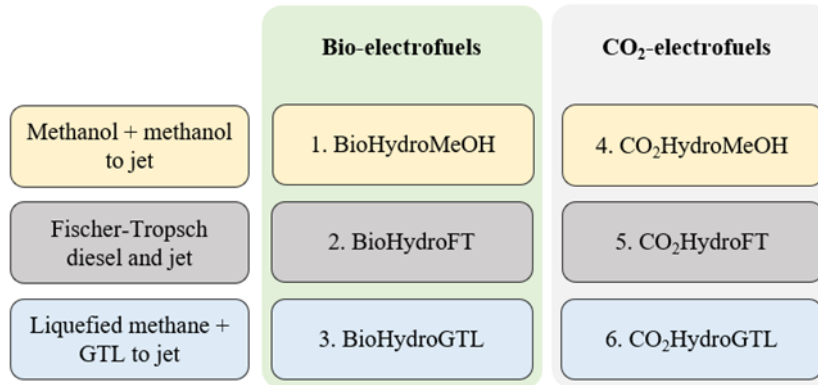 Bio-electrofuels
CO₂-electrofuels
Methanol + methanol
to jet
1. BioHydroMeOH
4. CO₂HydroMeOH
Fischer-Tropsch
diesel and jet
2. BioHydroFT
5. CO₂HydroFT
Liquefied methane +
GTL to jet
3. BioHydroGTL
6. CO₂HydroGTL